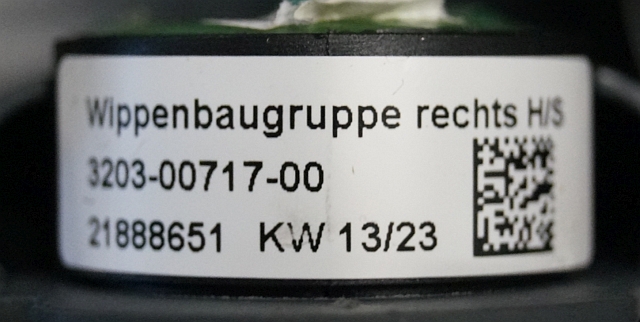 Wippenbaugruppe rechts H/S
3203-00717-00
21888651 KW 13/23